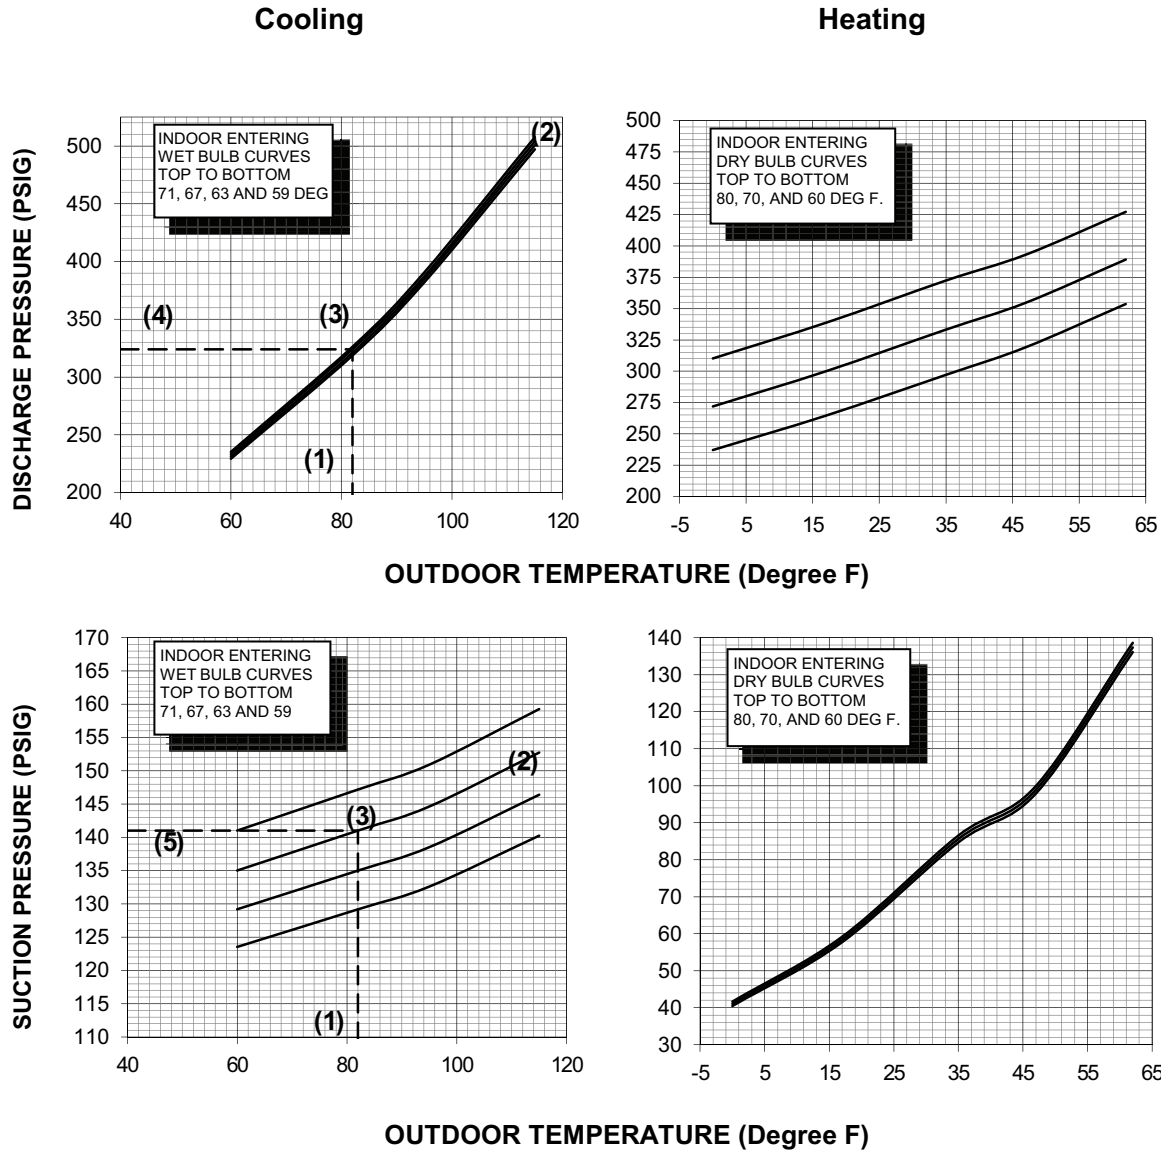 Cooling
Heating
DISCHARGE PRESSURE (PSIG)
INDOOR ENTERING
WET BULB CURVES
TOP TO BOTTOM
71, 67, 63 AND 59 DEG
500
450
400
350
300
250
200
40 60 80 100 120
(2)
(4)
(3)
(1)
INDOOR ENTERING
DRY BULB CURVES
TOP TO BOTTOM
80, 70, AND 60 DEG F.
500
475
450
425
400
375
350
325
300
275
250
225
200
-5 5 15 25 35 45 55 65
OUTDOOR TEMPERATURE (Degree F)
SUCTION PRESSURE (PSIG)
INDOOR ENTERING
WET BULB CURVES
TOP TO BOTTOM
71, 67, 63 AND 59
170
165
160
155
150
145
140
135
130
125
120
115
110
40 60 80 100 120
(2)
(3)
(5)
(1)
INDOOR ENTERING
DRY BULB CURVES
TOP TO BOTTOM
80, 70, AND 60 DEG F.
140
130
120
110
100
90
80
70
60
50
40
30
-5 5 15 25 35 45 55 65
OUTDOOR TEMPERATURE (Degree F)